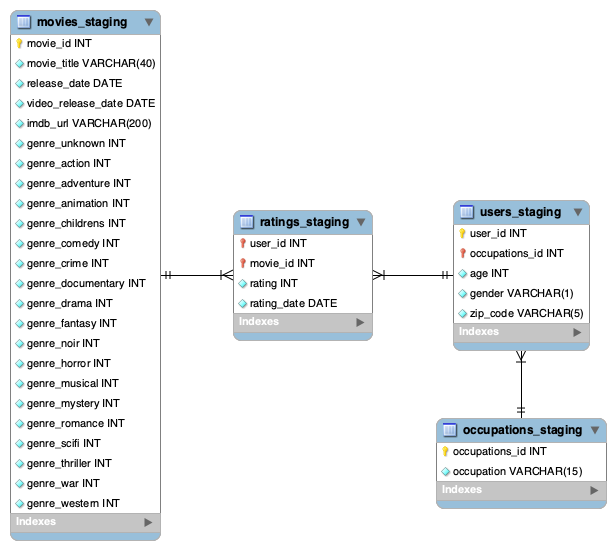 movies_staging
movie_id INT
movie_title VARCHAR(40)
release_date DATE
video_release_date DATE
imdb_url VARCHAR(200)
genre_unknown INT
genre_action INT
genre_adventure INT
genre_animation INT
genre_childrens INT
genre_comedy INT
genre_crime INT
genre_documentary INT
genre_drama INT
genre_fantasy INT
genre_noir INT
genre_horror INT
genre_musical INT
genre_mystery INT
genre_romance INT
genre_scifi INT
genre_thriller INT
genre_war INT
genre_western INT
Indexes
ratings_staging
user_id INT
movie_id INT
rating INT
rating_date DATE
Indexes
users_staging
user_id INT
occupations_id INT
age INT
gender VARCHAR(1)
zip_code VARCHAR(5)
Indexes
occupations_staging
occupations_id INT
occupation VARCHAR(15)
Indexes